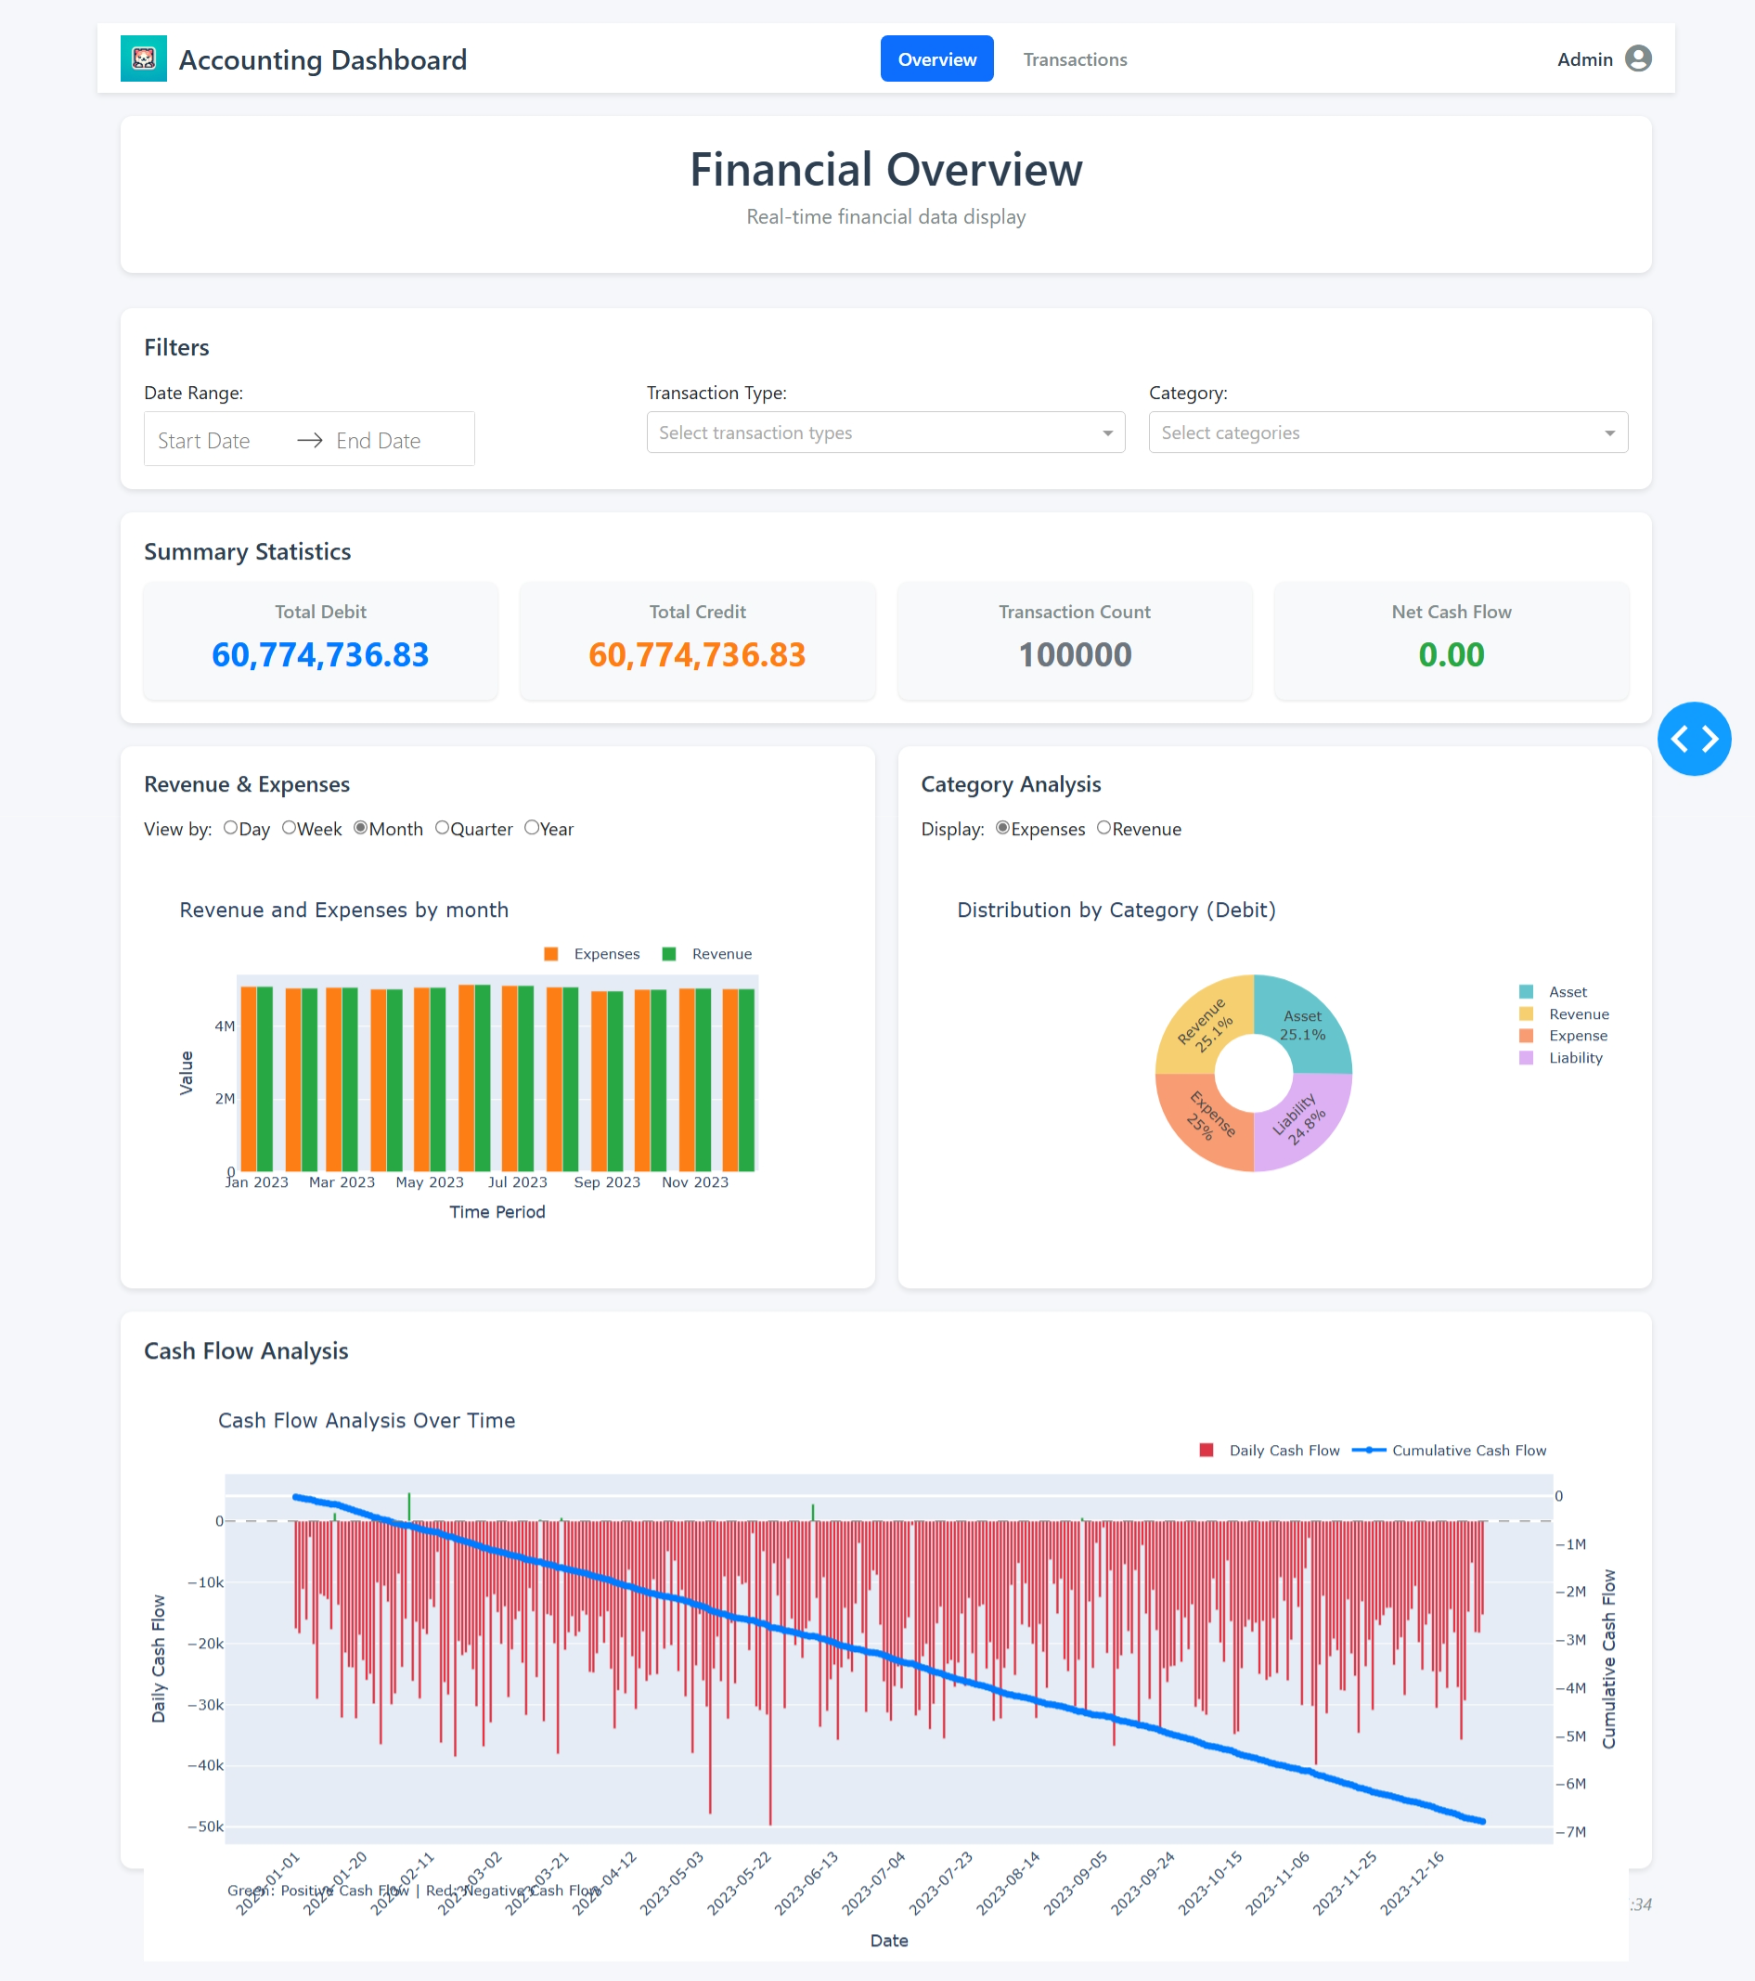 Accounting Dashboard
Overview
Transactions
Admin
Financial Overview
Real-time financial data display
Filters
Date Range:
Start Date
End Date
Transaction Type:
Select transaction types
Category:
Select categories
Summary Statistics
Total Debit
60,774,736.83
Total Credit
60,774,736.83
Transaction Count
100000
Net Cash Flow
0.00
Revenue & Expenses
View by: Day Week Month Quarter Year
Revenue and Expenses by month
Expenses
Revenue
4M
2M
0
Value
Jan 2023
Mar 2023
May 2023
Jul 2023
Sep 2023
Nov 2023
Time Period
Category Analysis
Display: Expenses Revenue
Distribution by Category (Debit)
Revenue
25.1%
Asset
25.1%
Expense
25%
Liability
24.8%
Asset
Revenue
Expense
Liability
Cash Flow Analysis
Cash Flow Analysis Over Time
Daily Cash Flow
Cumulative Cash Flow
0
−10k
−20k
−30k
−40k
−50k
Daily Cash Flow
0
−1M
−2M
−3M
−4M
−5M
−6M
−7M
Cumulative Cash Flow
2023-01-01
2023-01-20
2023-02-11
2023-03-02
2023-03-21
2023-04-12
2023-05-03
2023-05-22
2023-06-13
2023-07-04
2023-07-23
2023-08-14
2023-09-05
2023-09-24
2023-10-15
2023-11-06
2023-11-25
2023-12-16
Green: Positive Cash Flow | Red: Negative Cash Flow
Date
:34